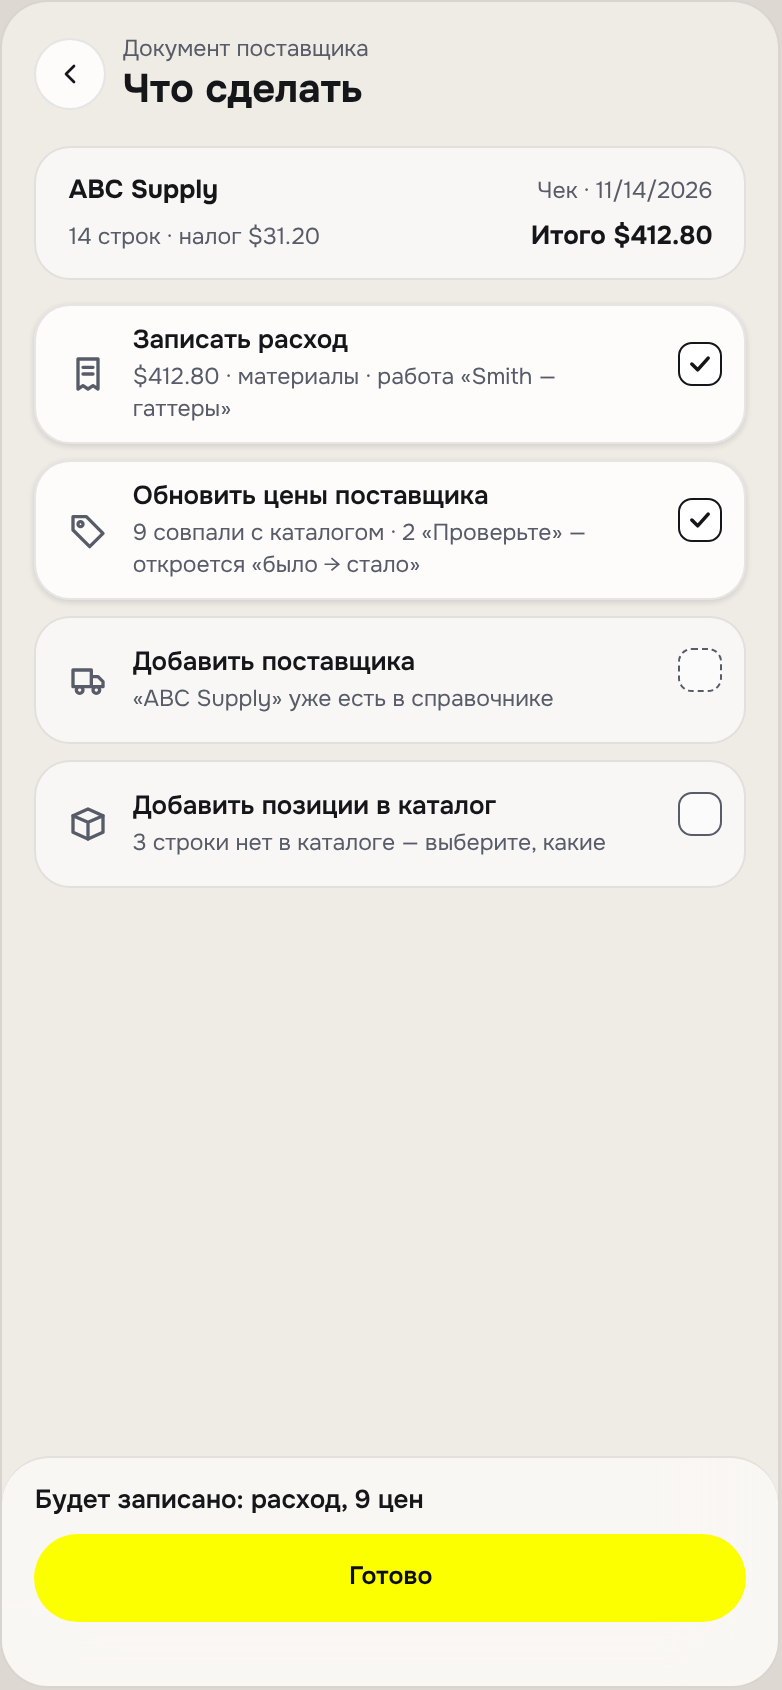 Документ поставщика
Что сделать
ABC Supply
Чек · 11/14/2026
14 строк · налог $31.20
Итого $412.80
Записать расход
$412.80 · материалы · работа «Smith —
гаттеры»
Обновить цены поставщика
9 совпали с каталогом · 2 «Проверьте» —
откроется «было → стало»
Добавить поставщика
«ABC Supply» уже есть в справочнике
Добавить позиции в каталог
3 строки нет в каталоге — выберите, какие
Будет записано: расход, 9 цен
Готово